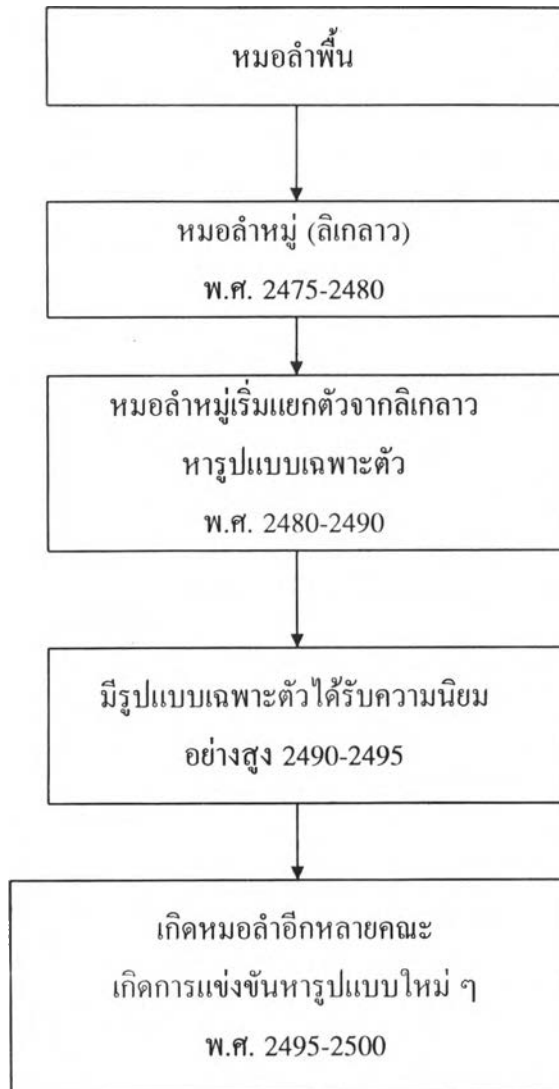 หมอลำพื้น
หมอลำหมู่ (ลิเกลาว)
พ.ศ. 2475-2480
หมอลำหมู่เริ่มแยกตัวจากลิเกลาว
หารูปแบบเฉพาะตัว
พ.ศ. 2480-2490
มีรูปแบบเฉพาะตัวได้รับความนิยม
อย่างสูง 2490-2495
เกิดหมอลำอีกหลายคณะ
เกิดการแข่งขันหารูปแบบใหม่ ๆ
พ.ศ. 2495-2500